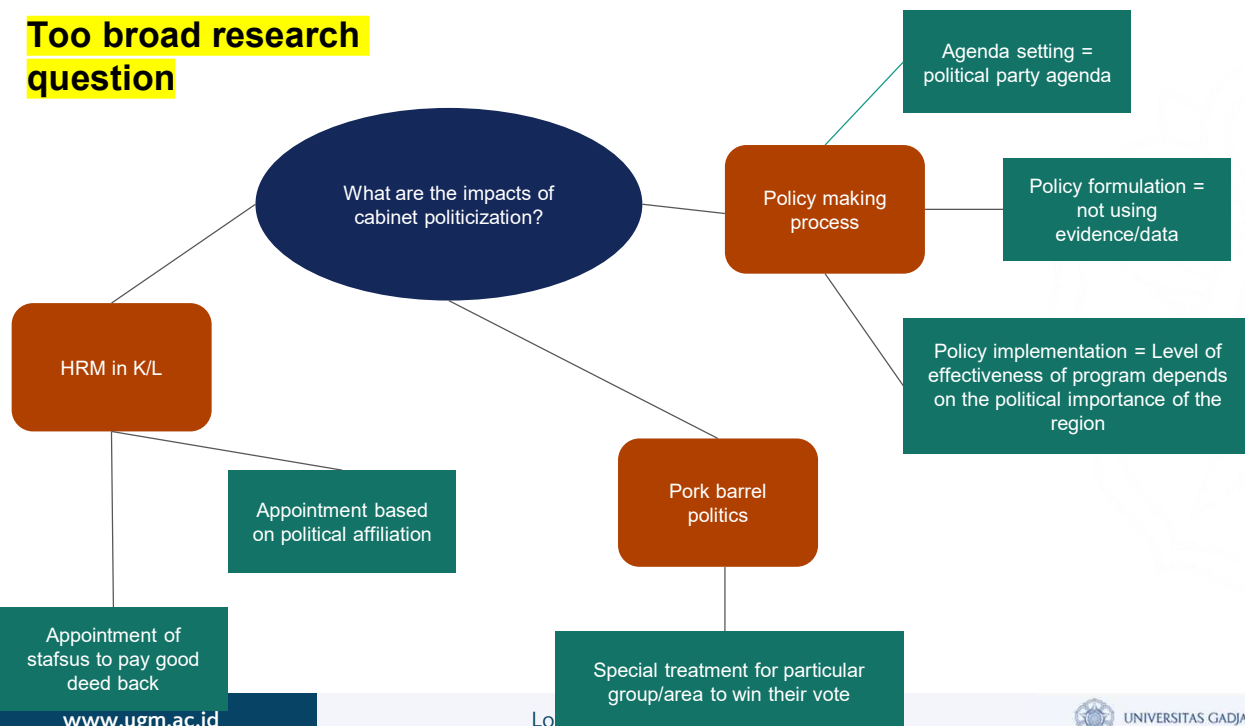 Too broad research
question
What are the impacts of
cabinet politicization?
Agenda setting =
political party agenda
Policy making
process
Policy formulation =
not using
evidence/data
Policy implementation = Level of
effectiveness of program depends
on the political importance of the
region
HRM in K/L
Appointment based
on political affiliation
Appointment of
stafsus to pay good
deed back
Pork barrel
politics
Special treatment for particular
group/area to win their vote
www.ugm.ac.id
Lo
UNIVERSITAS GADJA